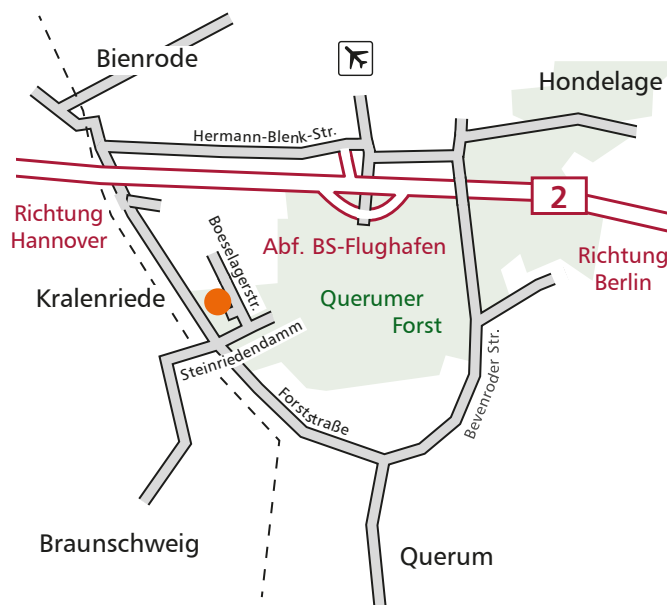 Bienrode
Hondelage
Hermann-Blenk-Str.
2
Richtung
Hannover
Boeselagerstr.
Abf. BS-Flughafen
Richtung
Berlin
Kralenriede
Querumer
Forst
Steinriedendamm
Bevenroder Str.
Forststraße
Braunschweig
Querum